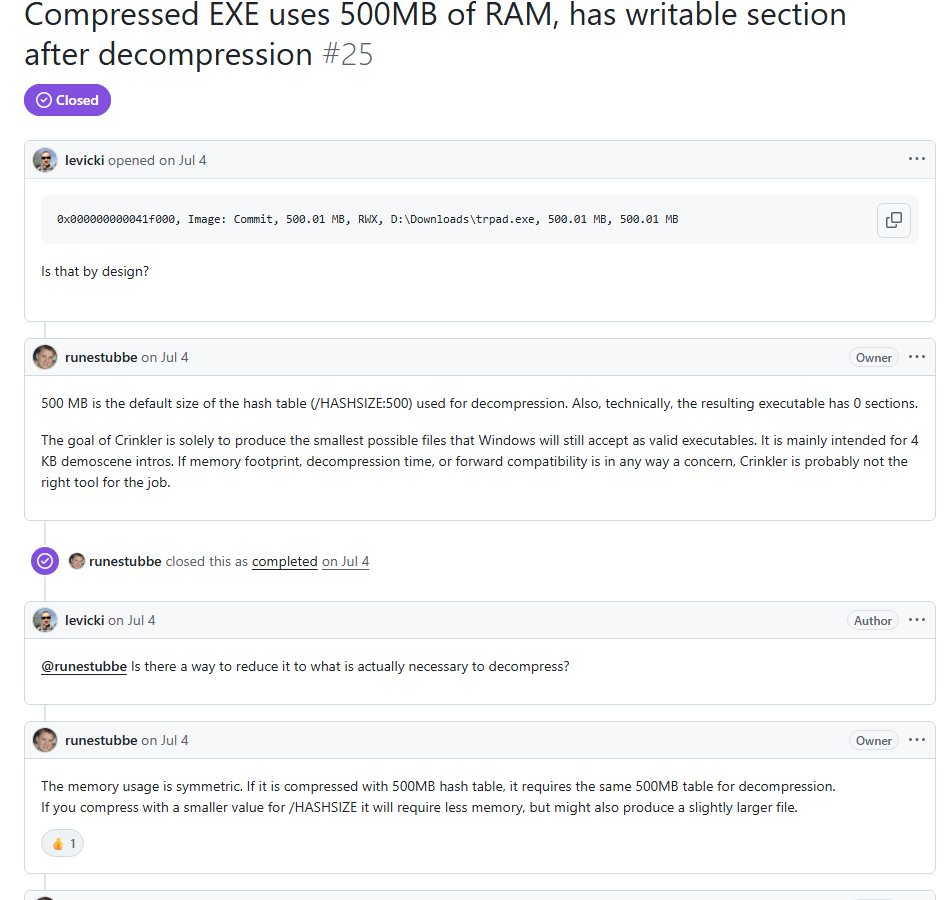 Compressed EXE uses 500MB of RAM, has writable section
after decompression #25
Closed
levicki opened on Jul 4
0x000000000041f000, Image: Commit, 500.01 MB, RWX, D:\Downloads\trpad.exe, 500.01 MB, 500.01 MB
Is that by design?
runestubbe on Jul 4
Owner
500 MB is the default size of the hash table (/HASHSIZE:500) used for decompression. Also, technically, the resulting executable has 0 sections.
The goal of Crinkler is solely to produce the smallest possible files that Windows will still accept as valid executables. It is mainly intended for 4
KB demoscene intros. If memory footprint, decompression time, or forward compatibility is in any way a concern, Crinkler is probably not the
right tool for the job.
runestubbe closed this as completed on Jul 4
levicki on Jul 4
Author
@runestubbe Is there a way to reduce it to what is actually necessary to decompress?
runestubbe on Jul 4
Owner
The memory usage is symmetric. If it is compressed with 500MB hash table, it requires the same 500MB table for decompression.
If you compress with a smaller value for /HASHSIZE it will require less memory, but might also produce a slightly larger file.
👍 1